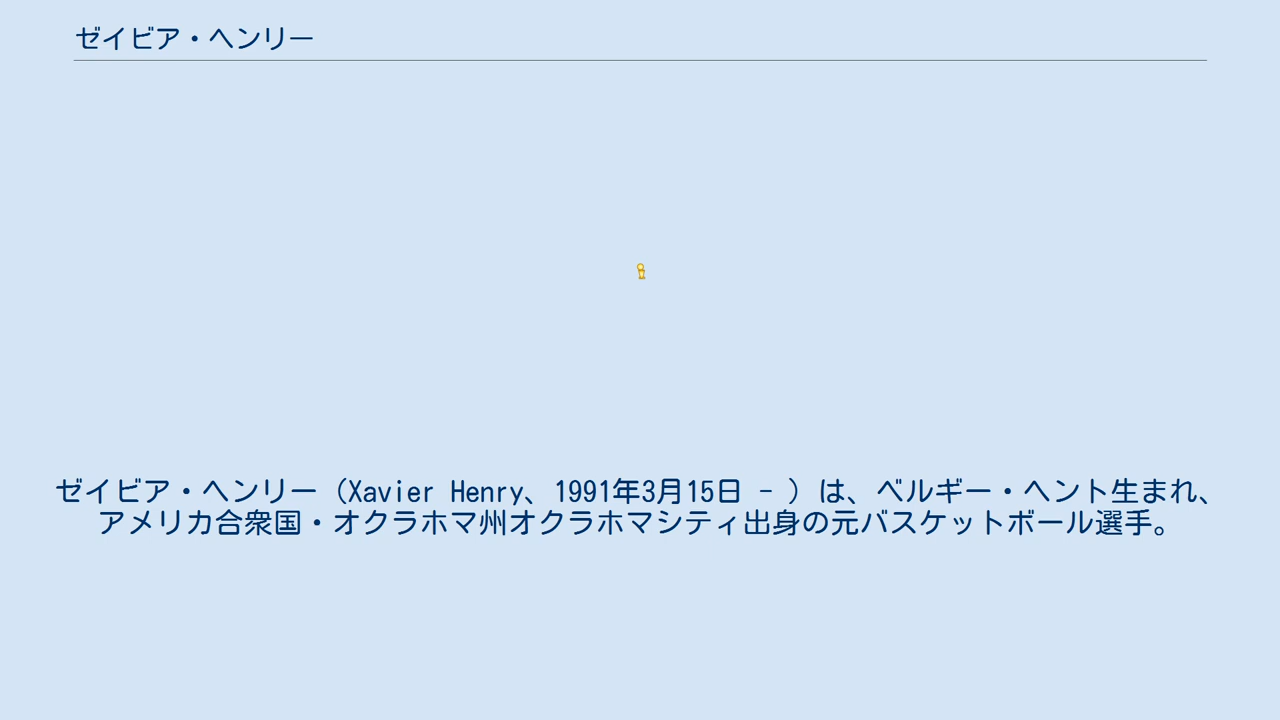 ゼイビア・ヘンリー
ゼイビア・ヘンリー（Xavier Henry、1991年3月15日 - ）は、ベルギー・ヘント生まれ、
アメリカ合衆国・オクラホマ州オクラホマシティ出身の元バスケットボール選手。